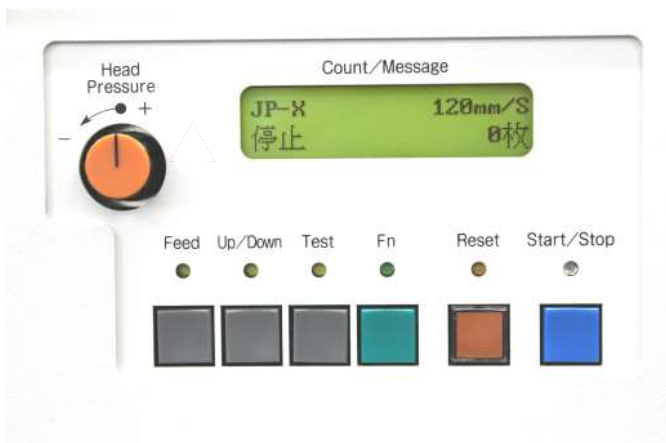 Head
Pressure
− +
Count/Message
JP-X 120mm/S
停止 0枚
Feed Up/Down Test Fn Reset Start/Stop